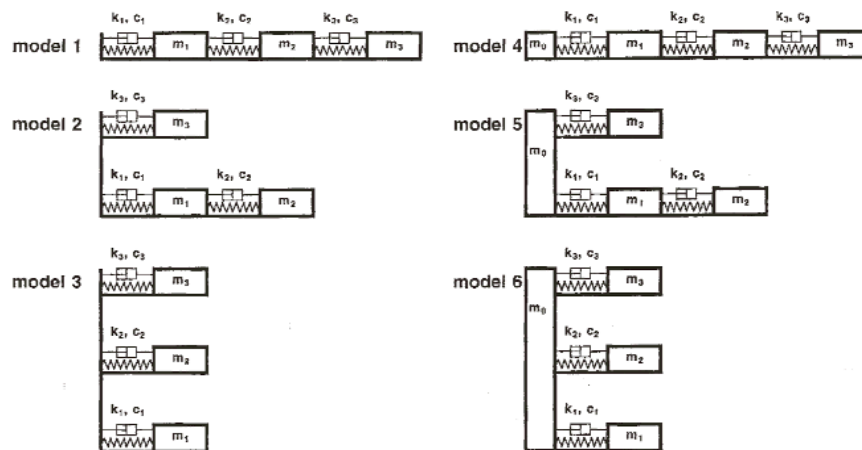 k₁, c₁ k₂, c₂ k₃, c₃
model 1 m₁ m₂ m₃
k₁, c₁ k₂, c₂ k₃, c₃
model 4 m₀ m₁ m₂ m₃
k₃, c₃
model 2 m₃
k₁, c₁ k₂, c₂
m₁ m₂
k₃, c₃
model 5 m₃
m₀
k₁, c₁ k₂, c₂
m₁ m₂
k₃, c₃
model 3 m₃
k₂, c₂
m₂
k₁, c₁
m₁
k₃, c₃
model 6 m₃
m₀
k₂, c₂
m₂
k₁, c₁
m₁